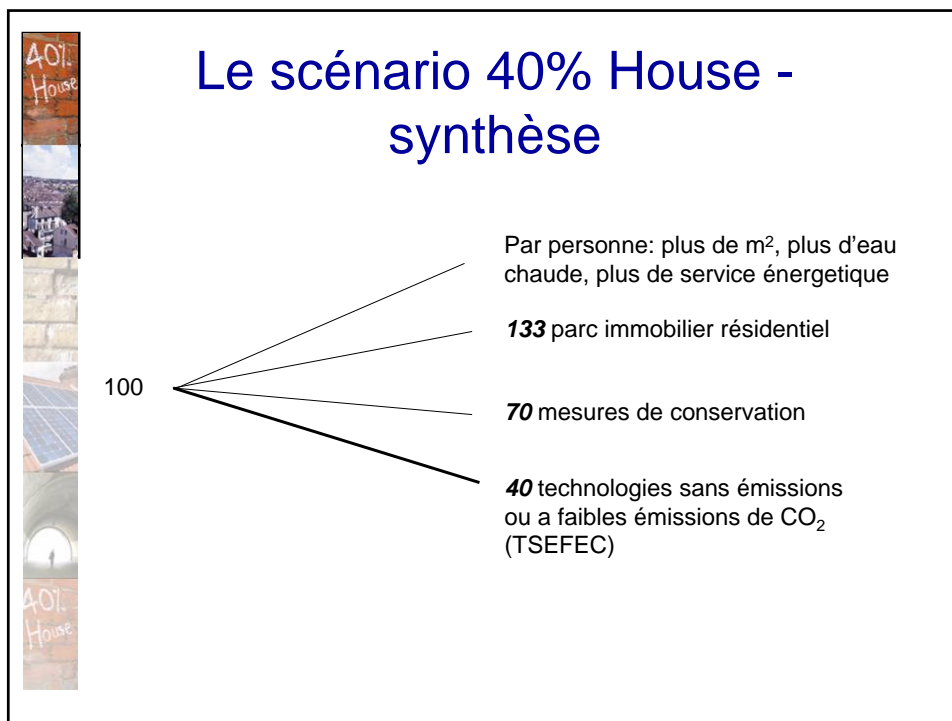 40%
House
Le scénario 40% House -
synthèse
Par personne: plus de m², plus d'eau
chaude, plus de service énergetique
133 parc immobilier résidentiel
100
70 mesures de conservation
40 technologies sans émissions
ou a faibles émissions de CO₂
(TSEFEC)
40%
House